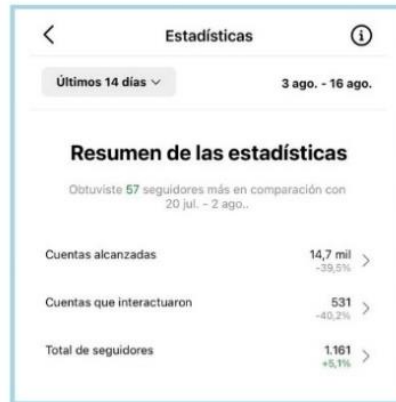 Estadísticas
Últimos 14 días
3 ago. - 16 ago.
Resumen de las estadísticas
Obtuviste 57 seguidores más en comparación con
20 jul. - 2 ago..
Cuentas alcanzadas
14,7 mil
-39,5%
Cuentas que interactuaron
531
-40,2%
Total de seguidores
1.161
+5,1%